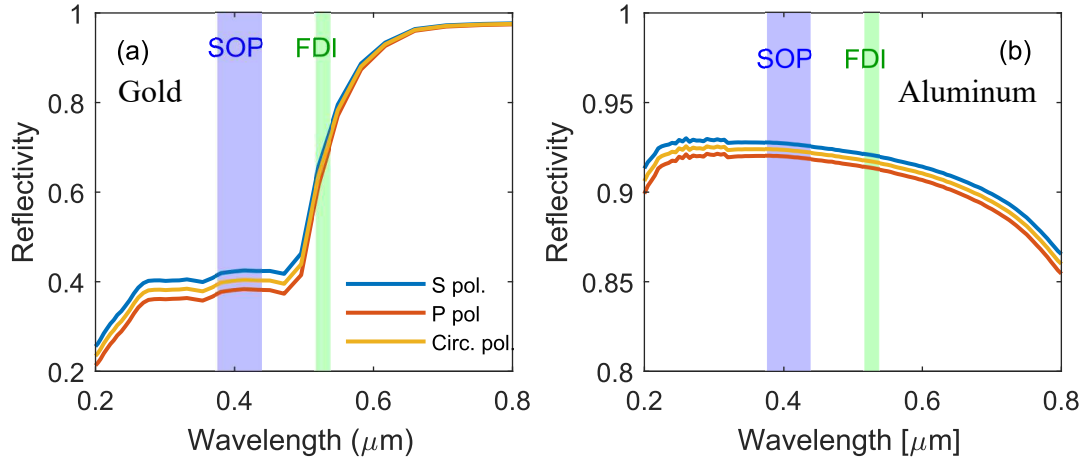 (a)
Gold
SOP
FDI
1
0.8
0.6
0.4
0.2
Reflectivity
S pol.
P pol
Circ. pol.
0.2
0.4
0.6
0.8
Wavelength (μm)
(b)
Aluminum
SOP
FDI
1
0.95
0.9
0.85
0.8
Reflectivity
0.2
0.4
0.6
0.8
Wavelength [μm]